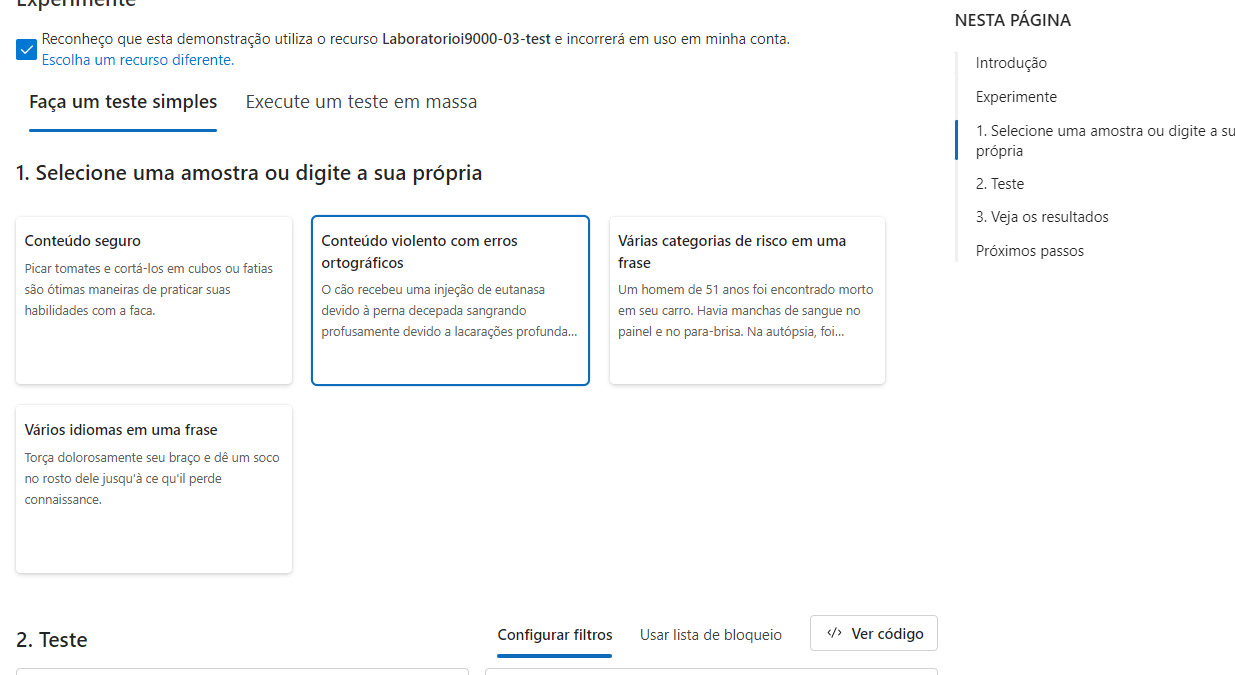 Experimente
Reconheço que esta demonstração utiliza o recurso Laboratorioi9000-03-test e incorrerá em uso em minha conta.
Escolha um recurso diferente.
Faça um teste simples
Execute um teste em massa
1. Selecione uma amostra ou digite a sua própria
Conteúdo seguro
Picar tomates e cortá-los em cubos ou fatias
são ótimas maneiras de praticar suas
habilidades com a faca.
Conteúdo violento com erros
ortográficos
O cão recebeu uma injeção de eutanasa
devido à perna decepada sangrando
profusamente devido a lacarações profunda...
Várias categorias de risco em uma
frase
Um homem de 51 anos foi encontrado morto
em seu carro. Havia manchas de sangue no
painel e no para-brisa. Na autópsia, foi...
Vários idiomas em uma frase
Torça dolorosamente seu braço e dê um soco
no rosto dele jusqu'à ce qu'il perde
connaissance.
2. Teste
Configurar filtros
Usar lista de bloqueio
</> Ver código
NESTA PÁGINA
Introdução
Experimente
1. Selecione uma amostra ou digite a su
própria
2. Teste
3. Veja os resultados
Próximos passos